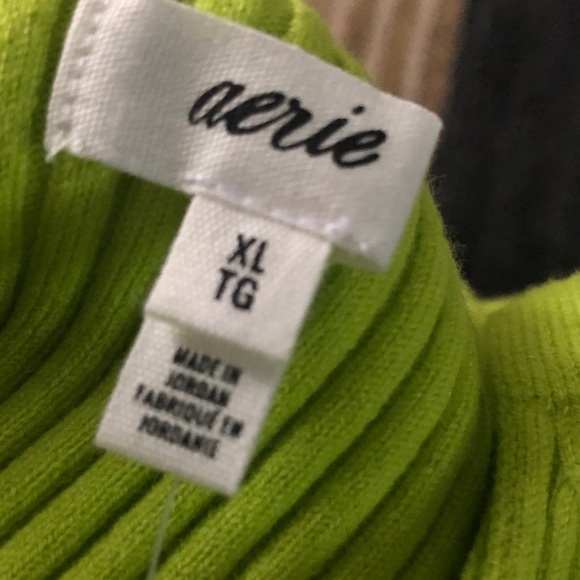 aerie
XL
TG
MADE IN
JORDAN
FABRIQUÉ EN
JORDANIE